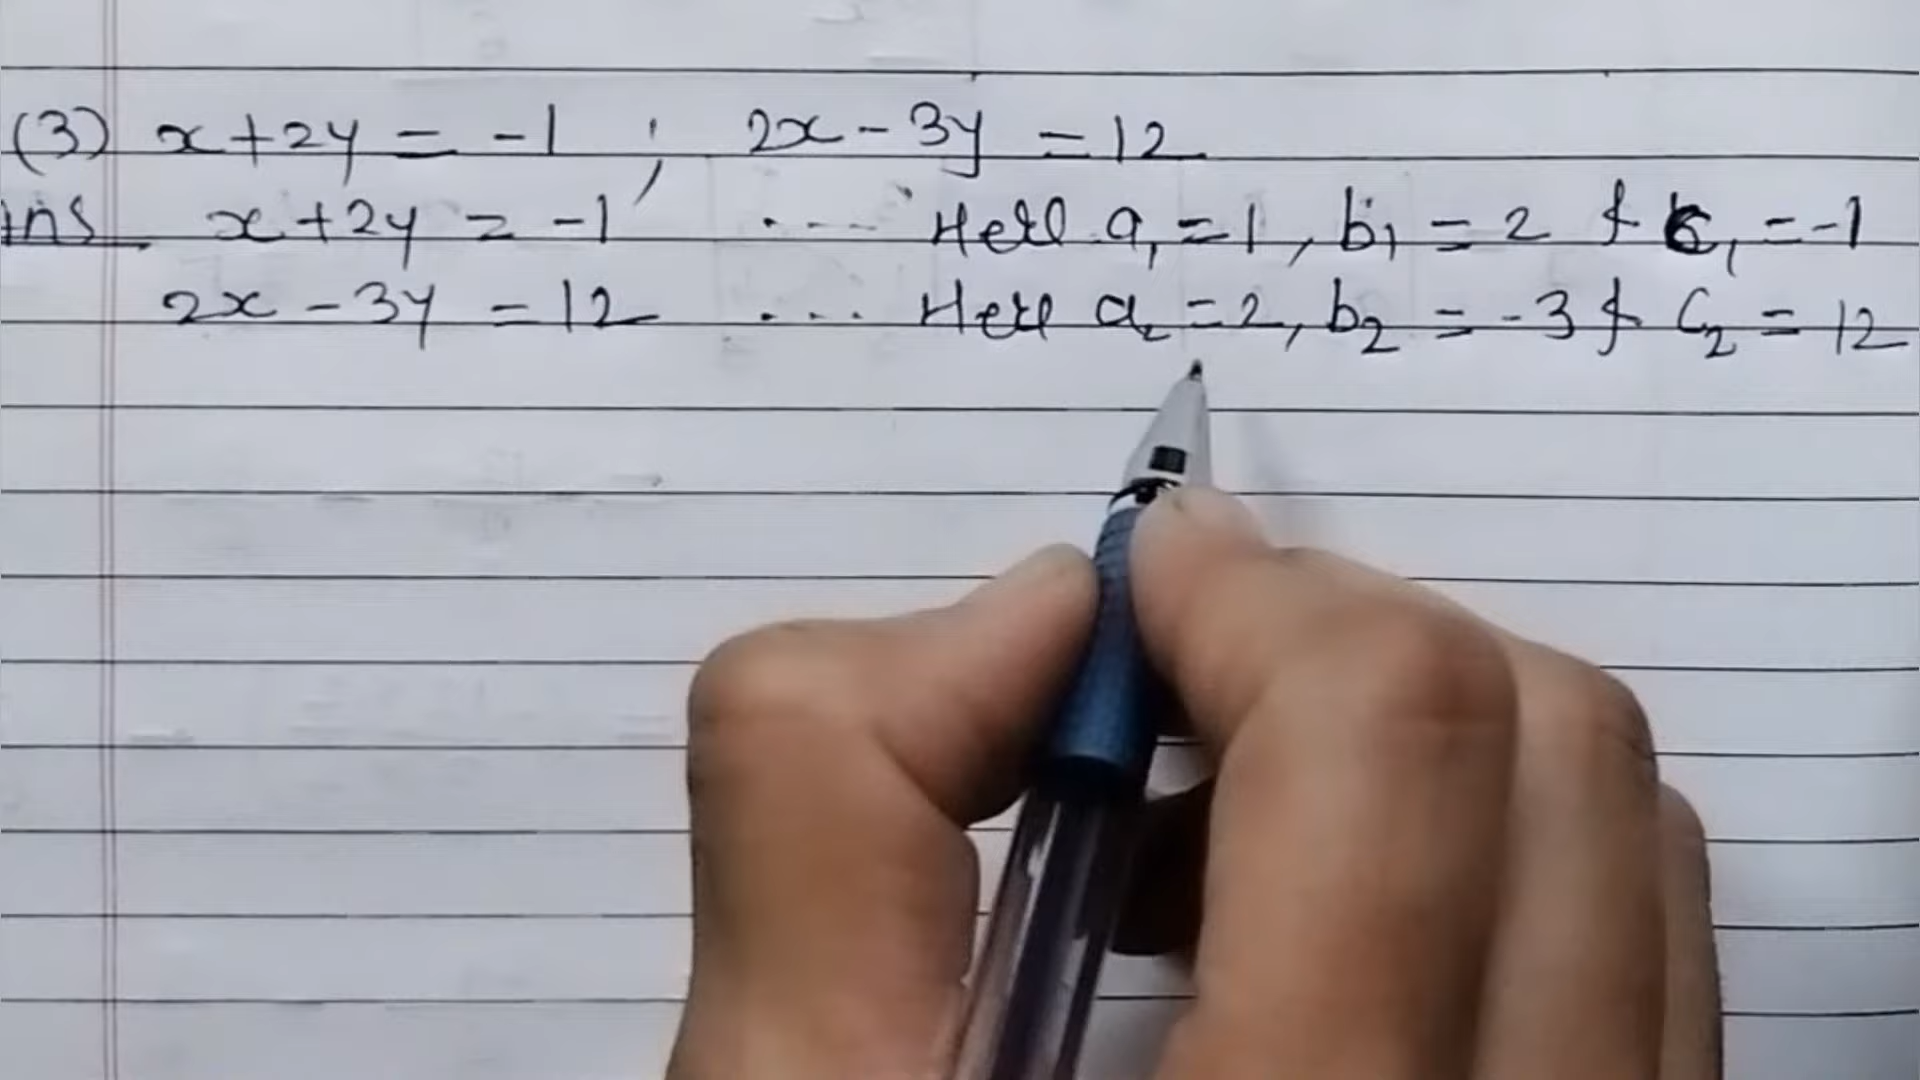 (3) x+2y = -1 ; 2x - 3y = 12
Ans x+2y = -1 .... Here a₁ = 1, b₁ = 2 & c₁ = -1
2x - 3y = 12 ... Here a₂ = 2, b₂ = -3 & C₂ = 12